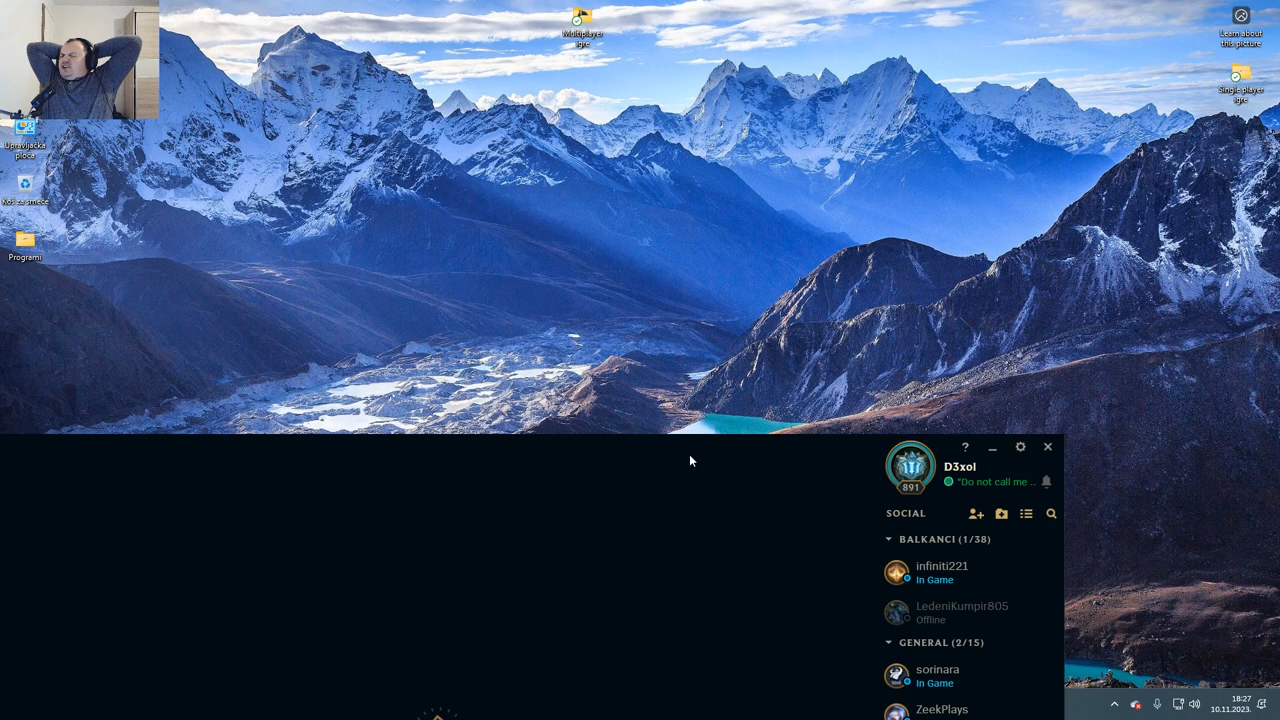 Multiplayer
igre
Learn about
this picture
Single player
igre
Upravljačka
ploča
Koš za smeće
Programi
?
D3xol
891
"Do not call me ..
SOCIAL
BALKANCI (1/38)
infiniti221
In Game
LedeniKumpir805
Offline
GENERAL (2/15)
sorinara
In Game
ZeekPlays
18:27
10.11.2023.